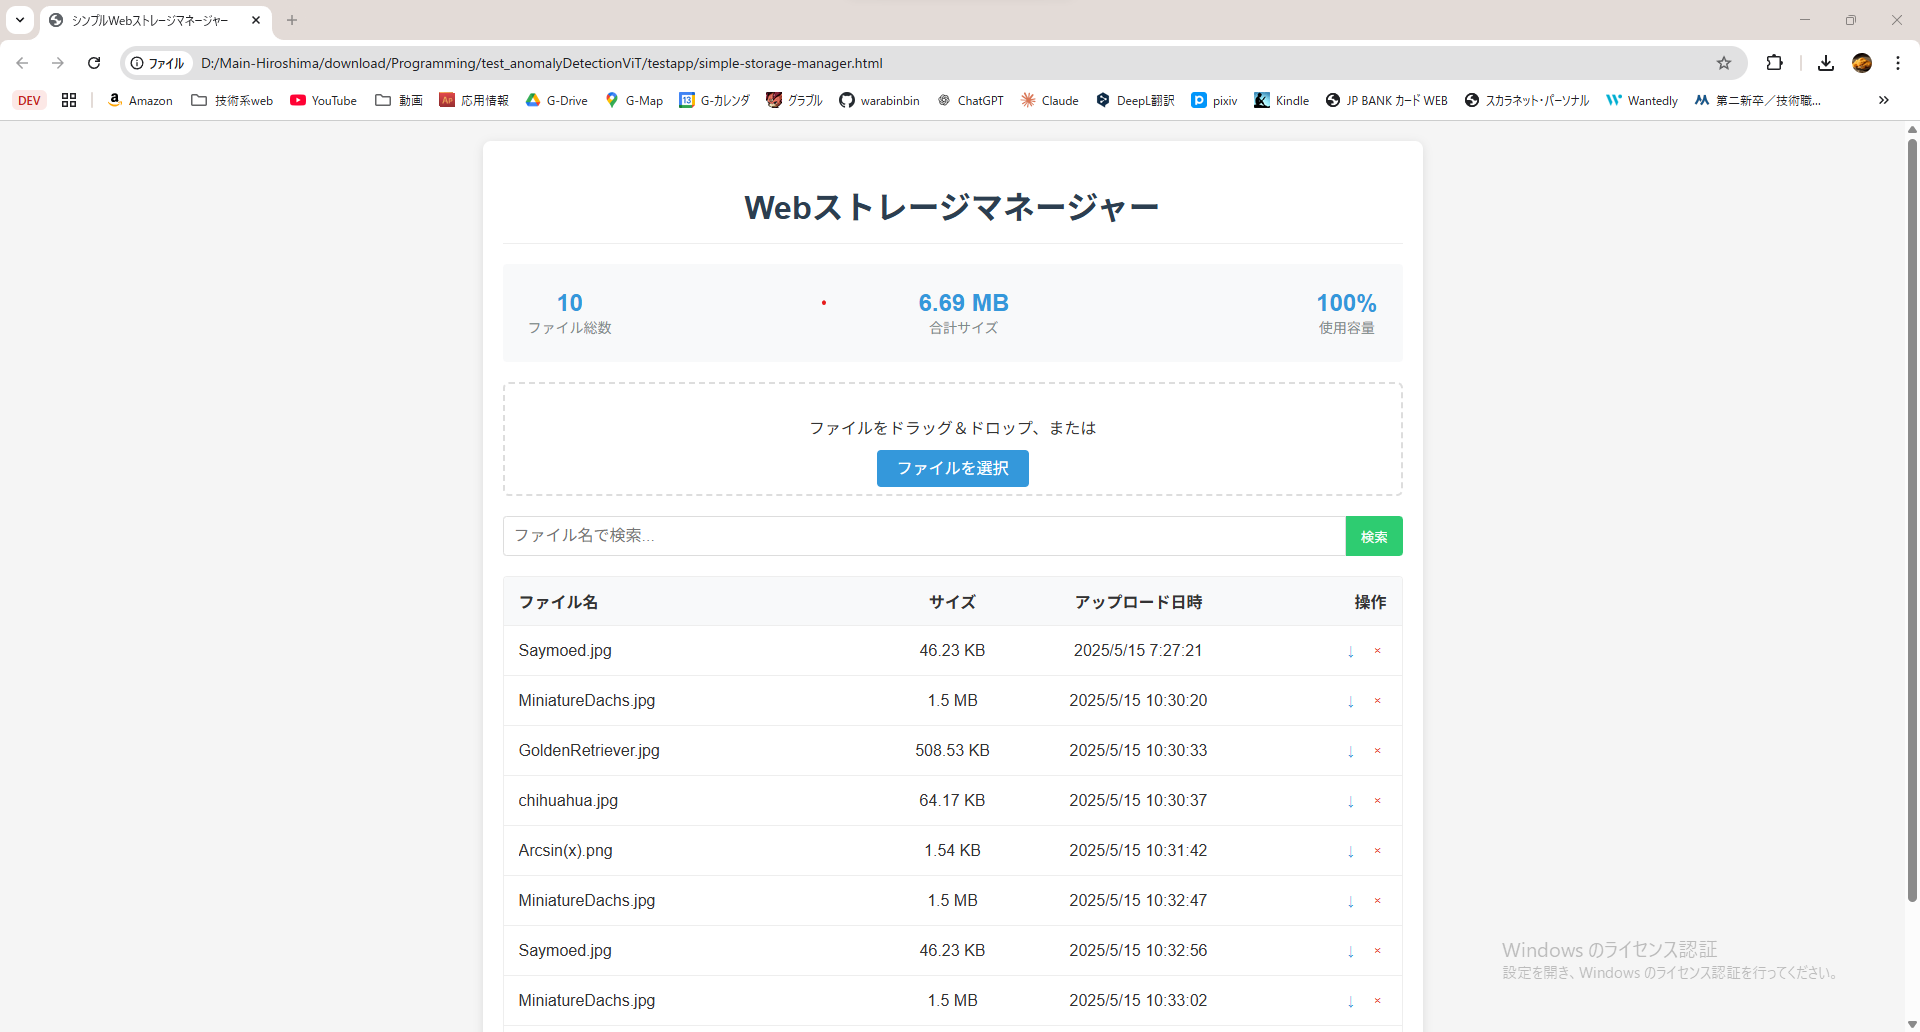 シンプルWebストレージマネージャー
ファイル D:/Main-Hiroshima/download/Programming/test_anomalyDetectionViT/testapp/simple-storage-manager.html
DEV Amazon 技術系web YouTube 動画 応用情報 G-Drive G-Map G-カレンダ グラブル warabinbin ChatGPT Claude DeepL翻訳 pixiv Kindle JP BANK カード WEB スカラネット・パーソナル Wantedly 第二新卒／技術職...
Webストレージマネージャー
10 6.69 MB 100%
ファイル総数 合計サイズ 使用容量
ファイルをドラッグ＆ドロップ、または
ファイルを選択
ファイル名で検索... 検索
ファイル名 サイズ アップロード日時 操作
Saymoed.jpg 46.23 KB 2025/5/15 7:27:21 ↓ ×
MiniatureDachs.jpg 1.5 MB 2025/5/15 10:30:20 ↓ ×
GoldenRetriever.jpg 508.53 KB 2025/5/15 10:30:33 ↓ ×
chihuahua.jpg 64.17 KB 2025/5/15 10:30:37 ↓ ×
Arcsin(x).png 1.54 KB 2025/5/15 10:31:42 ↓ ×
MiniatureDachs.jpg 1.5 MB 2025/5/15 10:32:47 ↓ ×
Saymoed.jpg 46.23 KB 2025/5/15 10:32:56 ↓ ×
MiniatureDachs.jpg 1.5 MB 2025/5/15 10:33:02 ↓ ×
Windows のライセンス認証
設定を開き、Windows のライセンス認証を行ってください。